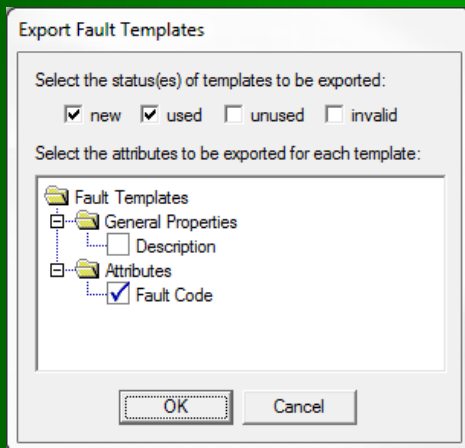 Export Fault Templates
Select the status(es) of templates to be exported:
new used unused invalid
Select the attributes to be exported for each template:
Fault Templates
General Properties
Description
Attributes
Fault Code
OK Cancel